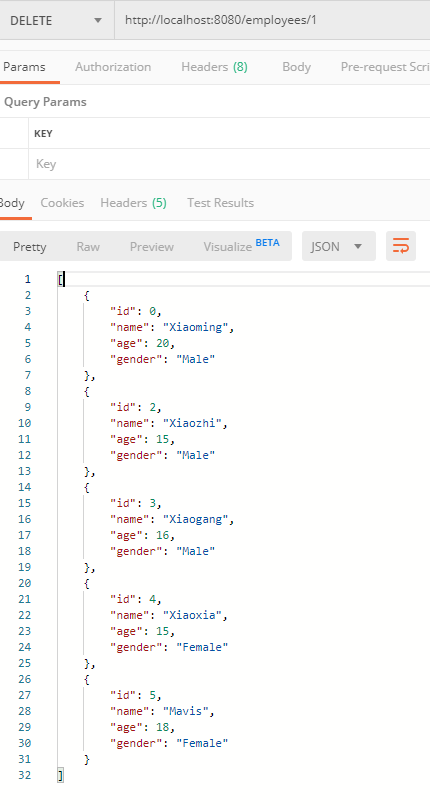 DELETE http://localhost:8080/employees/1
Params Authorization Headers (8) Body Pre-request Scri
Query Params
KEY
Key
Body Cookies Headers (5) Test Results
Pretty Raw Preview Visualize BETA JSON
1 [
2 {
3 "id": 0,
4 "name": "Xiaoming",
5 "age": 20,
6 "gender": "Male"
7 },
8 {
9 "id": 2,
10 "name": "Xiaozhi",
11 "age": 15,
12 "gender": "Male"
13 },
14 {
15 "id": 3,
16 "name": "Xiaogang",
17 "age": 16,
18 "gender": "Male"
19 },
20 {
21 "id": 4,
22 "name": "Xiaoxia",
23 "age": 15,
24 "gender": "Female"
25 },
26 {
27 "id": 5,
28 "name": "Mavis",
29 "age": 18,
30 "gender": "Female"
31 }
32 ]